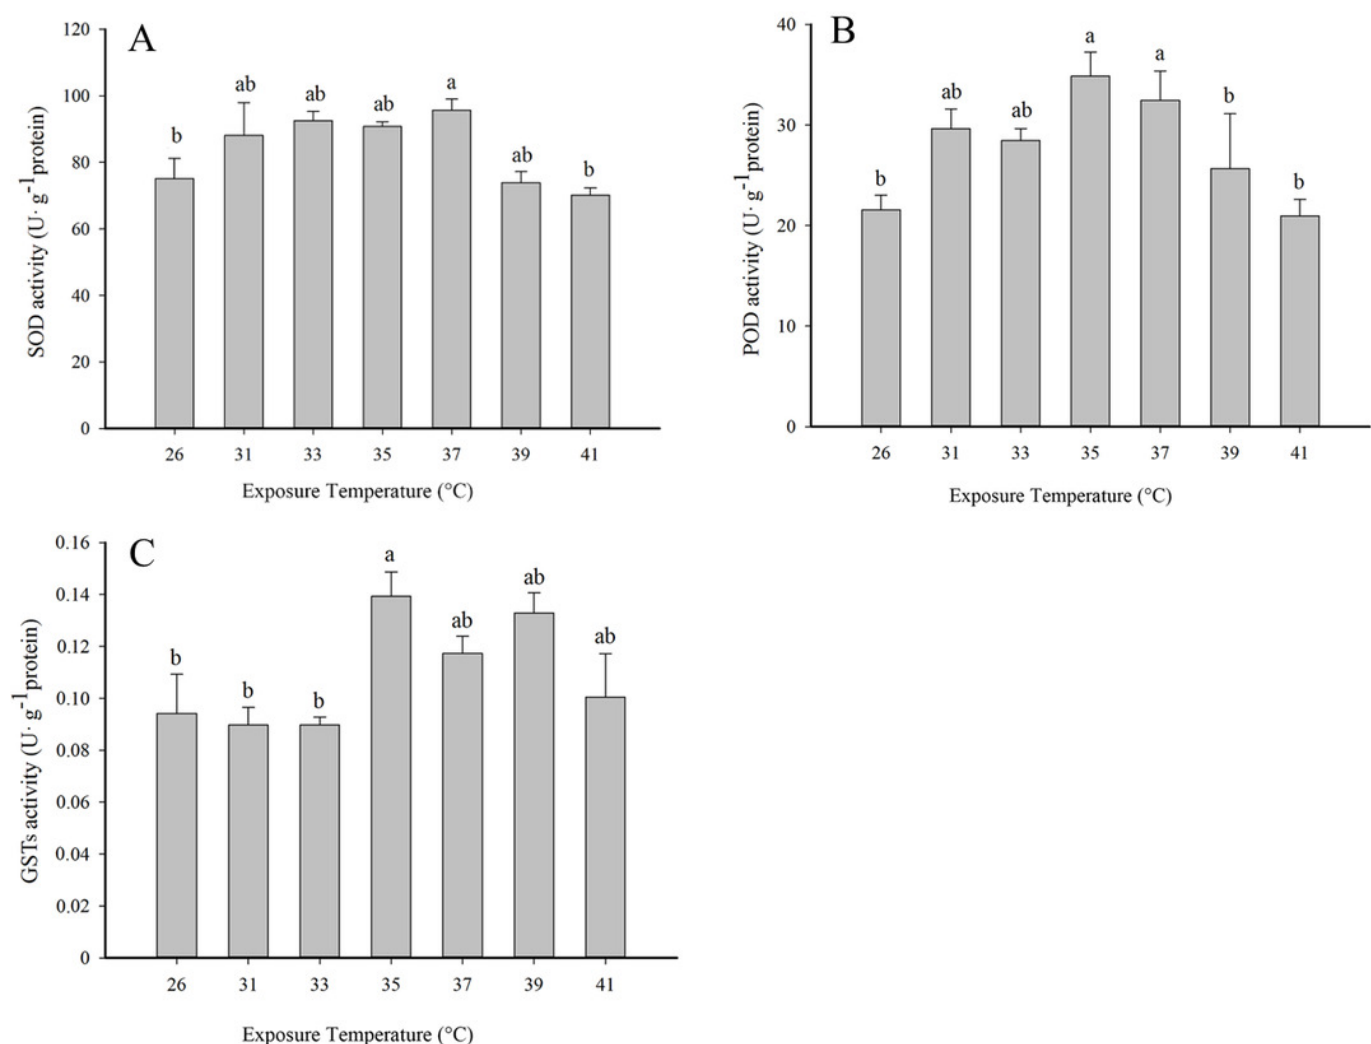 A
SOD activity (U· g-1protein)
120
100
80
60
40
20
0
b
ab
ab
ab
a
ab
b
26 31 33 35 37 39 41
Exposure Temperature (°C)
B
POD activity (U· g-1protein)
40
30
20
10
0
b
ab
ab
a
a
b
b
26 31 33 35 37 39 41
Exposure Temperature (°C)
C
GSTs activity (U· g-1protein)
0.16
0.14
0.12
0.10
0.08
0.06
0.04
0.02
0
b
b
b
a
ab
ab
ab
26 31 33 35 37 39 41
Exposure Temperature (°C)